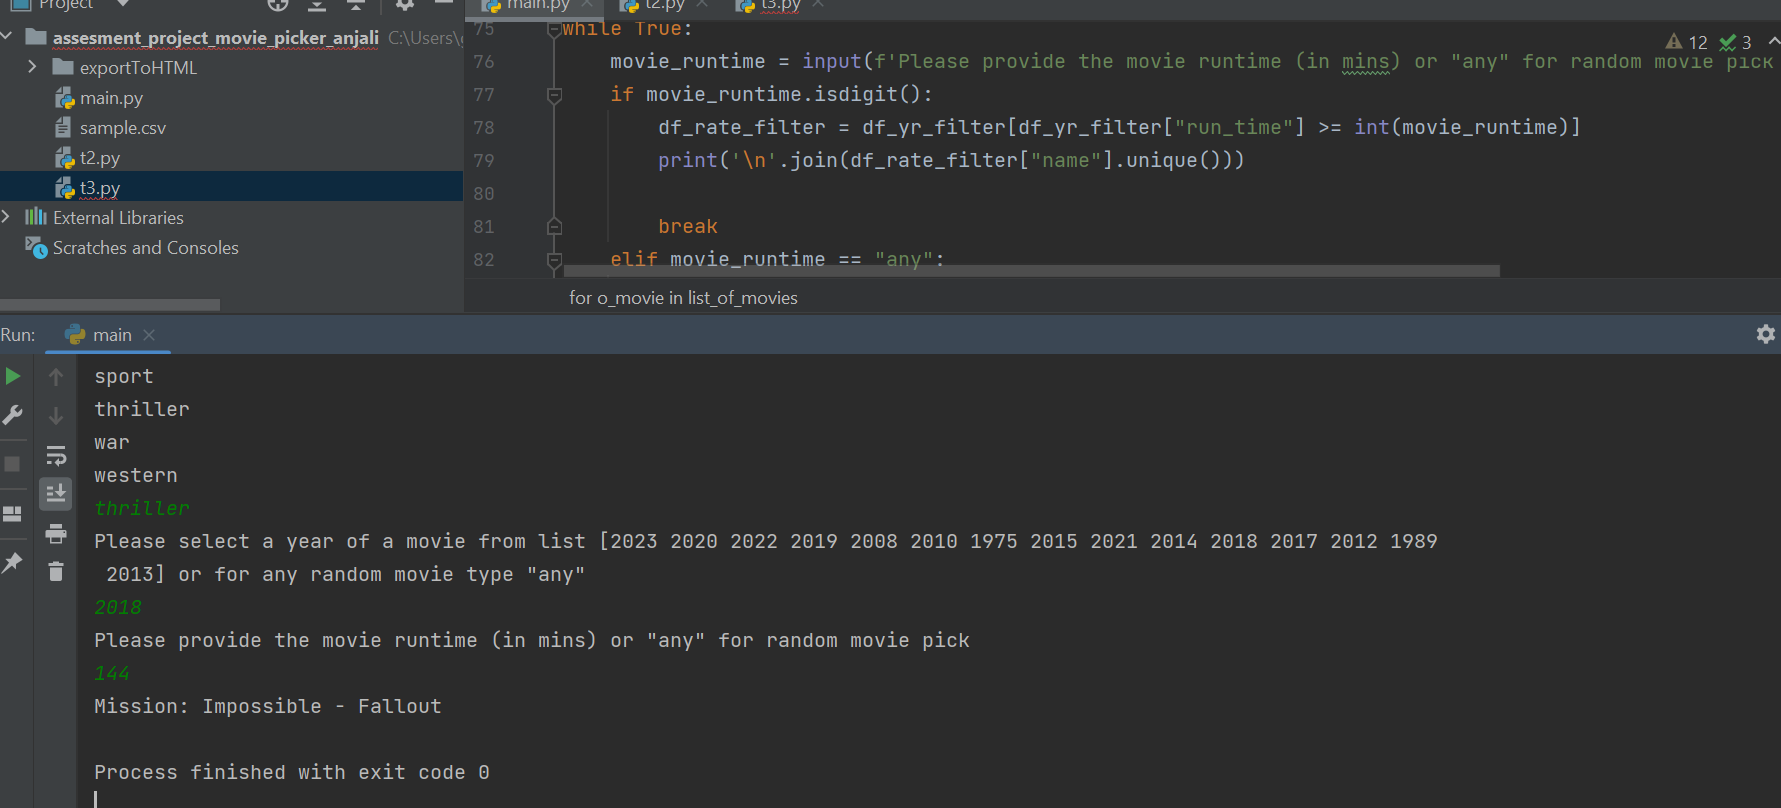 Project
main.py t2.py t3.py
assesment_project_movie_picker_anjali C:\Users\
exportToHTML
main.py
sample.csv
t2.py
t3.py
External Libraries
Scratches and Consoles
12 3
75 while True:
76 movie_runtime = input(f'Please provide the movie runtime (in mins) or "any" for random movie pick
77 if movie_runtime.isdigit():
78 df_rate_filter = df_yr_filter[df_yr_filter["run_time"] >= int(movie_runtime)]
79 print('\n'.join(df_rate_filter["name"].unique()))
80
81 break
82 elif movie_runtime == "any":
for o_movie in list_of_movies
Run: main
sport
thriller
war
western
thriller
Please select a year of a movie from list [2023 2020 2022 2019 2008 2010 1975 2015 2021 2014 2018 2017 2012 1989
2013] or for any random movie type "any"
2018
Please provide the movie runtime (in mins) or "any" for random movie pick
144
Mission: Impossible - Fallout
Process finished with exit code 0